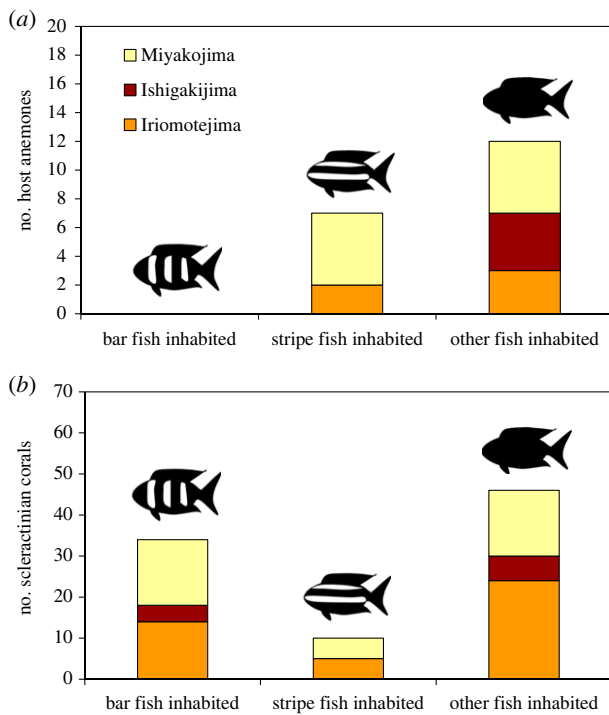 (a)
20
18
16
14
12
10
8
6
4
2
0
no. host anemones
Miyakojima
Ishigakijima
Iriomotejima
bar fish inhabited stripe fish inhabited other fish inhabited
(b)
70
60
50
40
30
20
10
0
no. scleractinian corals
bar fish inhabited stripe fish inhabited other fish inhabited